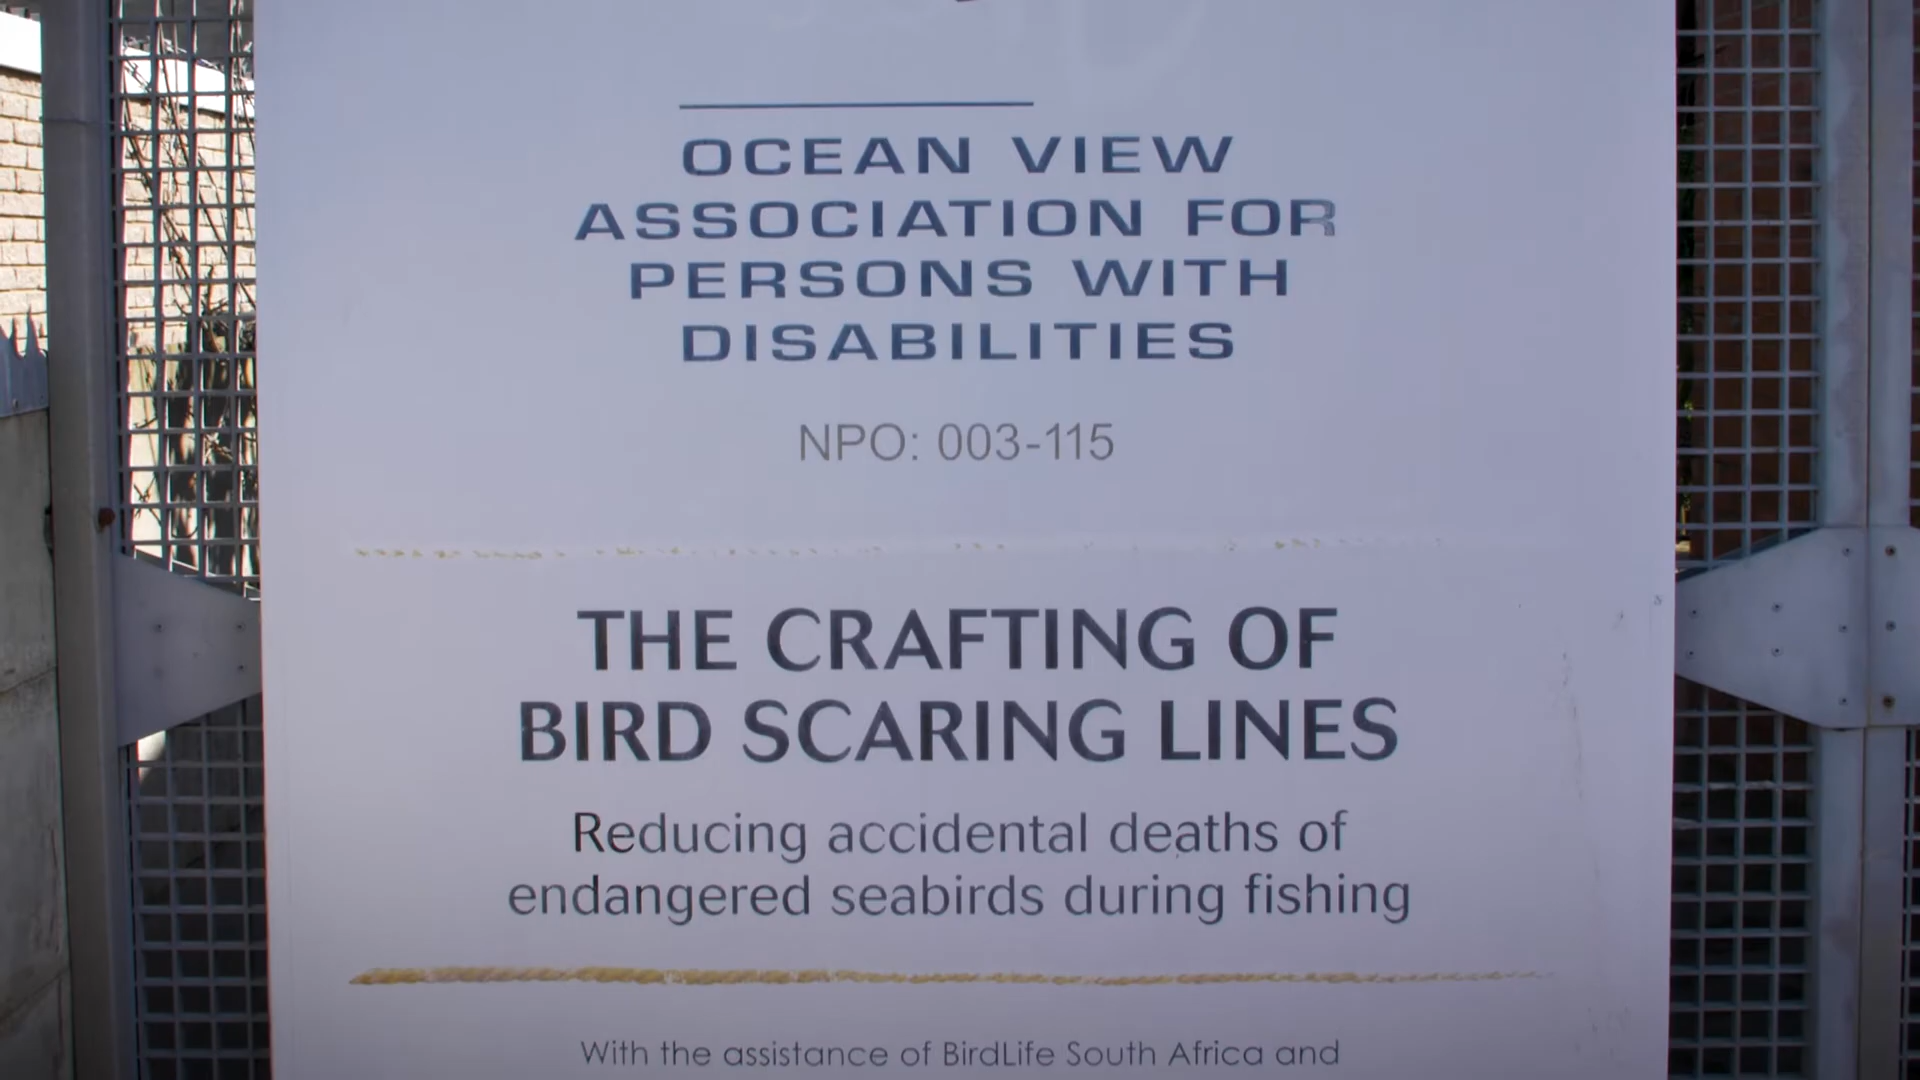 OCEAN VIEW
ASSOCIATION FOR
PERSONS WITH
DISABILITIES
NPO: 003-115
THE CRAFTING OF
BIRD SCARING LINES
Reducing accidental deaths of
endangered seabirds during fishing
With the assistance of BirdLife South Africa and